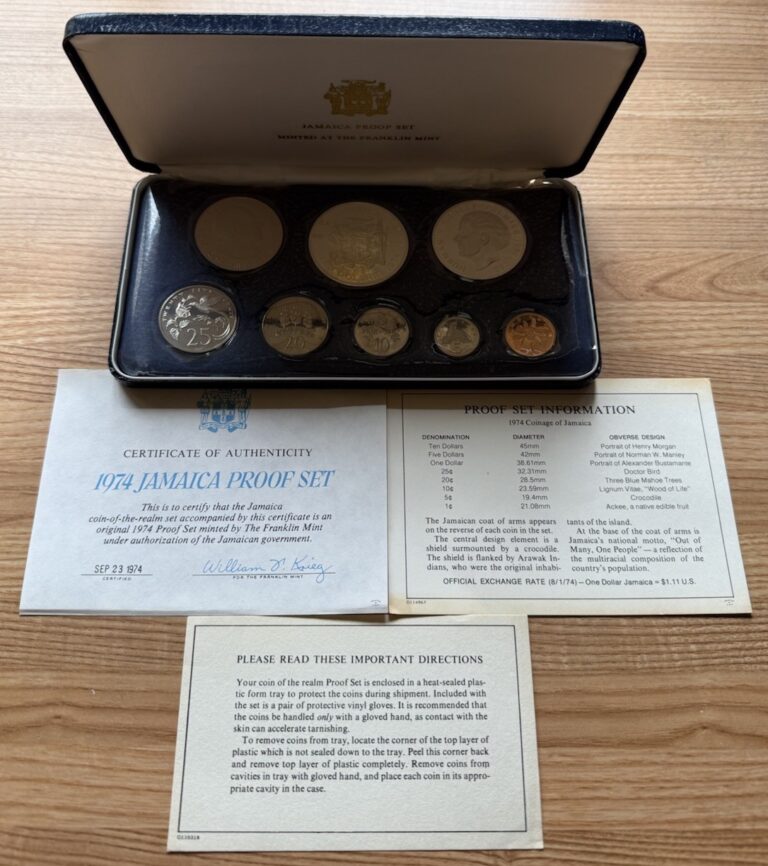 JAMAICA PROOF SET
MINTED AT THE FRANKLIN MINT
TWENTY FIVE
25
20
10
CERTIFICATE OF AUTHENTICITY
1974 JAMAICA PROOF SET
This is to certify that the Jamaica
coin-of-the-realm set accompanied by this certificate is an
original 1974 Proof Set minted by The Franklin Mint
under authorization of the Jamaican government.
SEP 23 1974
CERTIFIED
William T. Krieg
FOR THE FRANKLIN MINT
PROOF SET INFORMATION
1974 Coinage of Jamaica
DENOMINATION DIAMETER OBVERSE DESIGN
Ten Dollars 45mm Portrait of Henry Morgan
Five Dollars 42mm Portrait of Norman W. Manley
One Dollar 38.61mm Portrait of Alexander Bustamante
25¢ 32.31mm Doctor Bird
20¢ 28.5mm Three Blue Mahoe Trees
10¢ 23.59mm Lignum Vitae, "Wood of Life"
5¢ 19.4mm Crocodile
1¢ 21.08mm Ackee, a native edible fruit
The Jamaican coat of arms appears
on the reverse of each coin in the set.
The central design element is a
shield surmounted by a crocodile.
The shield is flanked by Arawak In-
dians, who were the original inhabi-
tants of the island.
At the base of the coat of arms is
Jamaica's national motto, "Out of
Many, One People" — a reflection of
the multiracial composition of the
country's population.
OFFICIAL EXCHANGE RATE (8/1/74) – One Dollar Jamaica = $1.11 U.S.
PLEASE READ THESE IMPORTANT DIRECTIONS
Your coin of the realm Proof Set is enclosed in a heat-sealed plas-
tic form tray to protect the coins during shipment. Included with
the set is a pair of protective vinyl gloves. It is recommended that
the coins be handled only with a gloved hand, as contact with the
skin can accelerate tarnishing.
To remove coins from tray, locate the corner of the top layer of
plastic which is not sealed down to the tray. Peel this corner back
and remove top layer of plastic completely. Remove coins from
cavities in tray with gloved hand, and place each coin in its appro-
priate cavity in the case.